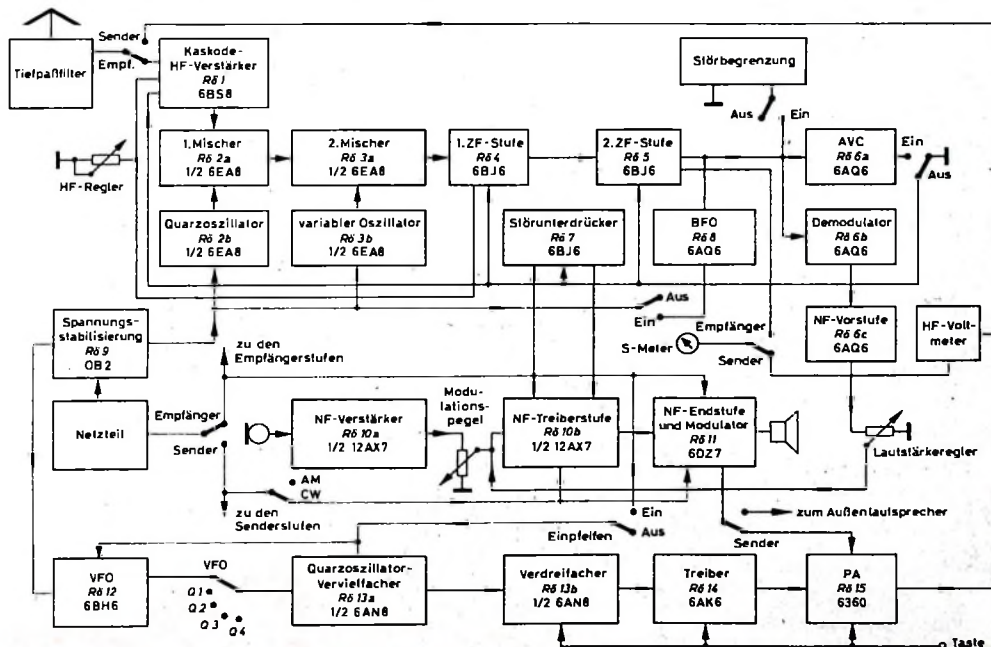 Sender
Empf.
Tiefpaßfilter
Kaskode-
HF-Verstärker
Rö 1
6BS8
Störbegrenzung
Aus
Ein
HF-Regler
1.Mischer
Rö 2a
1/2 6EA8
2.Mischer
Rö 3a
1/2 6EA8
1.ZF-Stufe
Rö 4
6BJ6
2.ZF-Stufe
Rö 5
6BJ6
AVC
Rö 6a
6AQ6
Ein
Aus
Quarzoszillator
Rö 2b
1/2 6EA8
variabler Oszillator
Rö 3b
1/2 6EA8
Störunterdrücker
Rö 7
6BJ6
BFO
Rö 8
6AQ6
Demodulator
Rö 6b
6AQ6
Aus
Ein
Spannungs-
stabilisierung
Rö 9
OB2
zu den
Empfängerstufen
S-Meter
Empfänger
Sender
NF-Vorstufe
Rö 6c
6AQ6
HF-Volt-
meter
Netzteil
Empfänger
Sender
NF-Verstärker
Rö 10a
1/2 12AX7
Modu-
lations-
pegel
NF-Treiberstufe
Rö 10b
1/2 12AX7
NF-Endstufe
und Modulator
Rö 11
6DZ7
Lautstärkeregler
AM
CW
zu den
Senderstufen
Ein
Aus
Einpfeifen
zum Außenlautsprecher
Sender
VFO
Rö 12
6BH6
VFO
Q1
Q2
Q3
Q4
Quarzoszillator-
Vervielfacher
Rö 13a
1/2 6AN8
Verdreifacher
Rö 13b
1/2 6AN8
Treiber
Rö 14
6AK6
PA
Rö 15
6360
Taste